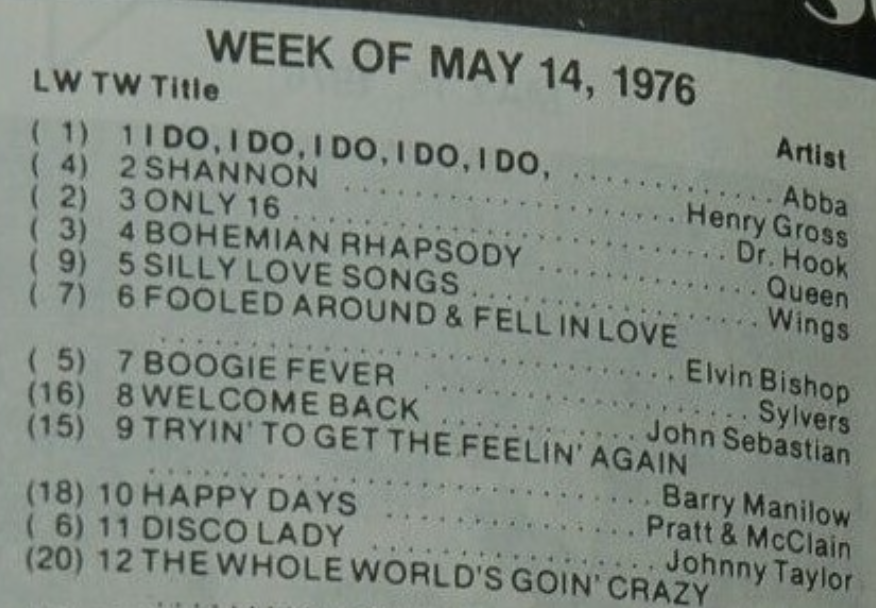 WEEK OF MAY 14, 1976
LW TW Title Artist
( 1) 1 I DO, I DO, I DO, I DO, I DO, ............ Abba
( 4) 2 SHANNON .................... Henry Gross
( 2) 3 ONLY 16 ........................ Dr. Hook
( 3) 4 BOHEMIAN RHAPSODY ............ Queen
( 9) 5 SILLY LOVE SONGS ............... Wings
( 7) 6 FOOLED AROUND & FELL IN LOVE
............................ Elvin Bishop
( 5) 7 BOOGIE FEVER .................. Sylvers
(16) 8 WELCOME BACK ............ John Sebastian
(15) 9 TRYIN' TO GET THE FEELIN' AGAIN
............................ Barry Manilow
(18) 10 HAPPY DAYS .............. Pratt & McClain
( 6) 11 DISCO LADY ............... Johnny Taylor
(20) 12 THE WHOLE WORLD'S GOIN' CRAZY